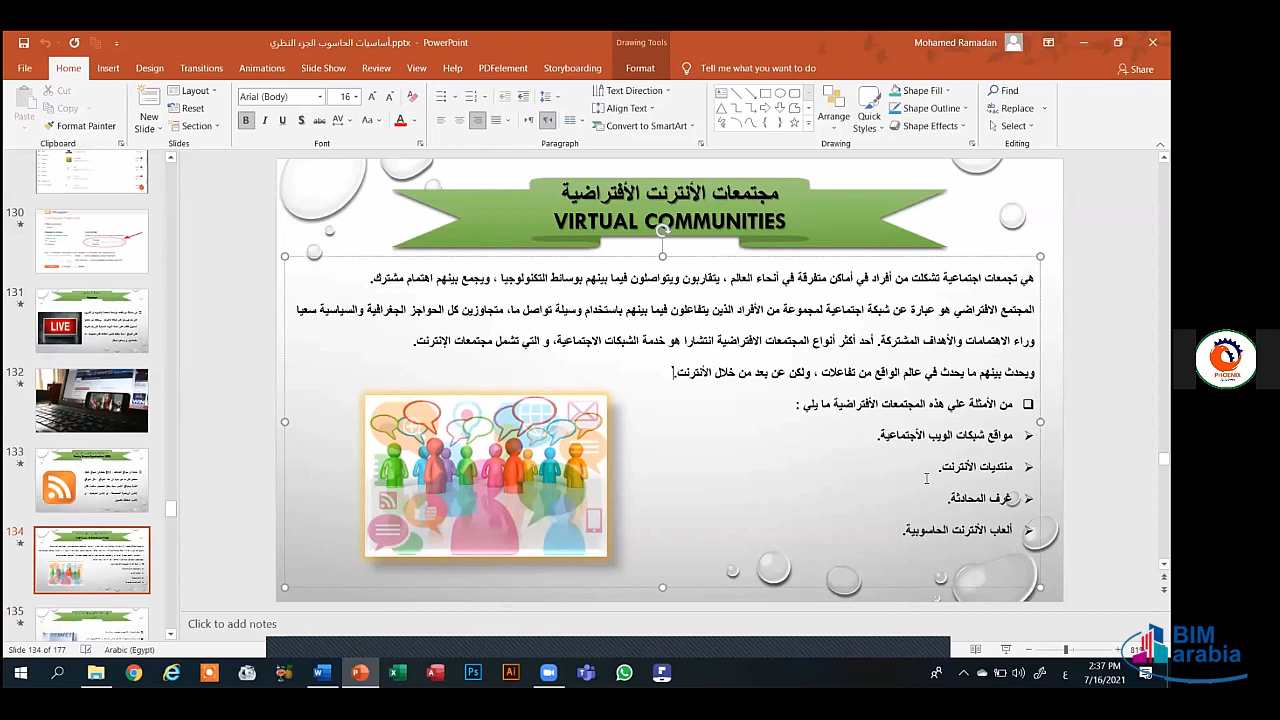 أساسيات الحاسوب الجزء النظري.pptx - PowerPoint
Drawing Tools
Mohamed Ramadan
File Home Insert Design Transitions Animations Slide Show Review View Help PDFelement Storyboarding Format Tell me what you want to do Share
Paste
Cut
Copy
Format Painter
Clipboard
New Slide
Layout
Reset
Section
Slides
Arial (Body) 16
Font
Text Direction
Align Text
Convert to SmartArt
Paragraph
Arrange
Quick Styles
Shape Fill
Shape Outline
Shape Effects
Drawing
Find
Replace
Select
Editing
130
131
LIVE
132
133
134
135
مجتمعات الأنترنت الأفتراضية
VIRTUAL COMMUNITIES
هي تجمعات اجتماعية تشكلت من أفراد في أماكن متفرقة في أنحاء العالم ، يتقاربون ويتواصلون فيما بينهم بوسائط التكنولوجيا ، ويجمع بينهم اهتمام مشترك.
المجتمع الافتراضي هو عبارة عن شبكة اجتماعية لمجموعة من الأفراد الذين يتفاعلون فيما بينهم باستخدام وسيلة تواصل ما، متجاوزين كل الحواجز الجغرافية والسياسية سعيا
وراء الاهتمامات والأهداف المشتركة. أحد أكثر أنواع المجتمعات الافتراضية انتشارا هو خدمة الشبكات الاجتماعية، و التي تشمل مجتمعات الإنترنت.
ويحدث بينهم ما يحدث في عالم الواقع من تفاعلات ، ولكن عن بعد من خلال الأنترنت.
من الأمثلة علي هذه المجتمعات الأفتراضية ما يلي :
مواقع شبكات الويب الأجتماعية.
منتديات الأنترنت.
غرف المحادثة.
ألعاب الأنترنت الحاسوبية.
PHOENIX
Click to add notes
Slide 134 of 177 Arabic (Egypt)
BIM
arabia
2:37 PM
7/16/2021